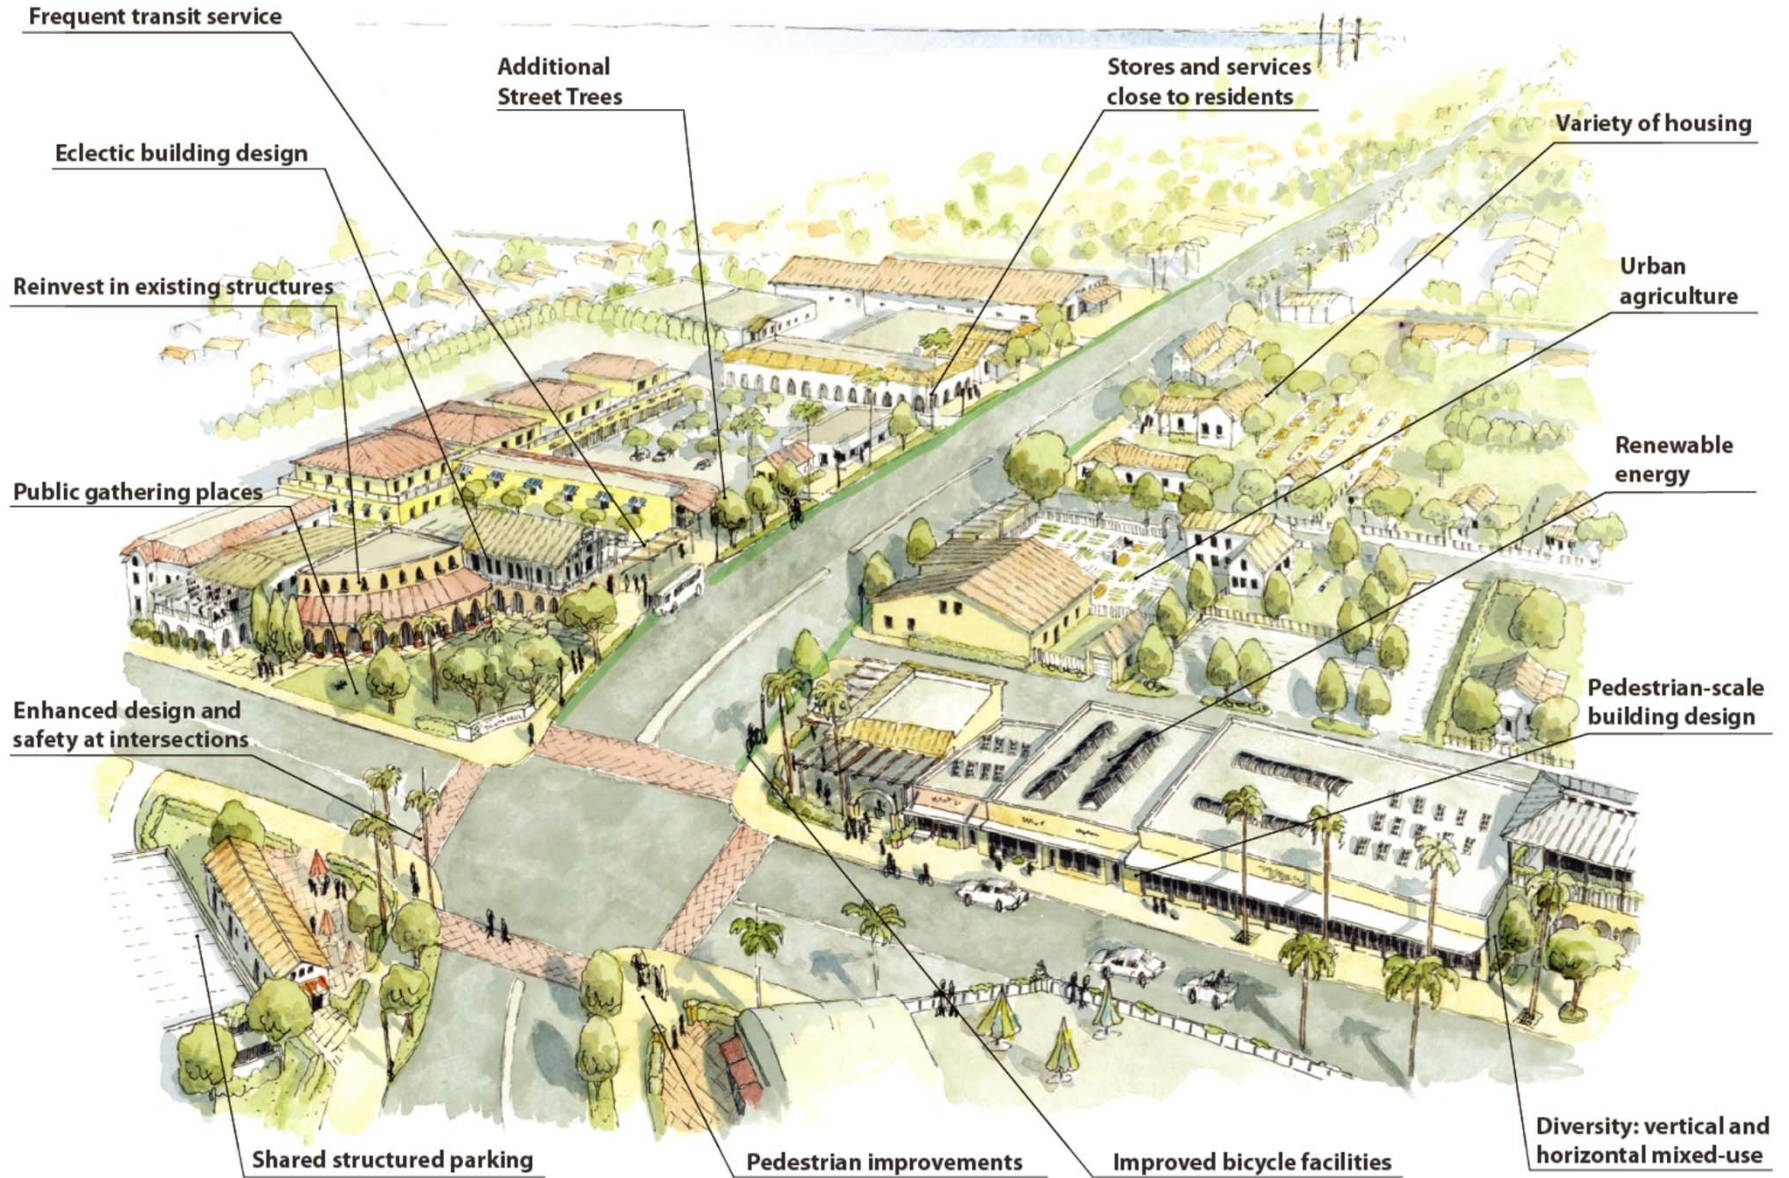 Frequent transit service
Additional
Street Trees
Stores and services
close to residents
Variety of housing
Eclectic building design
Urban
agriculture
Reinvest in existing structures
Renewable
energy
Public gathering places
Pedestrian-scale
building design
Enhanced design and
safety at intersections
Diversity: vertical and
horizontal mixed-use
Shared structured parking
Pedestrian improvements
Improved bicycle facilities